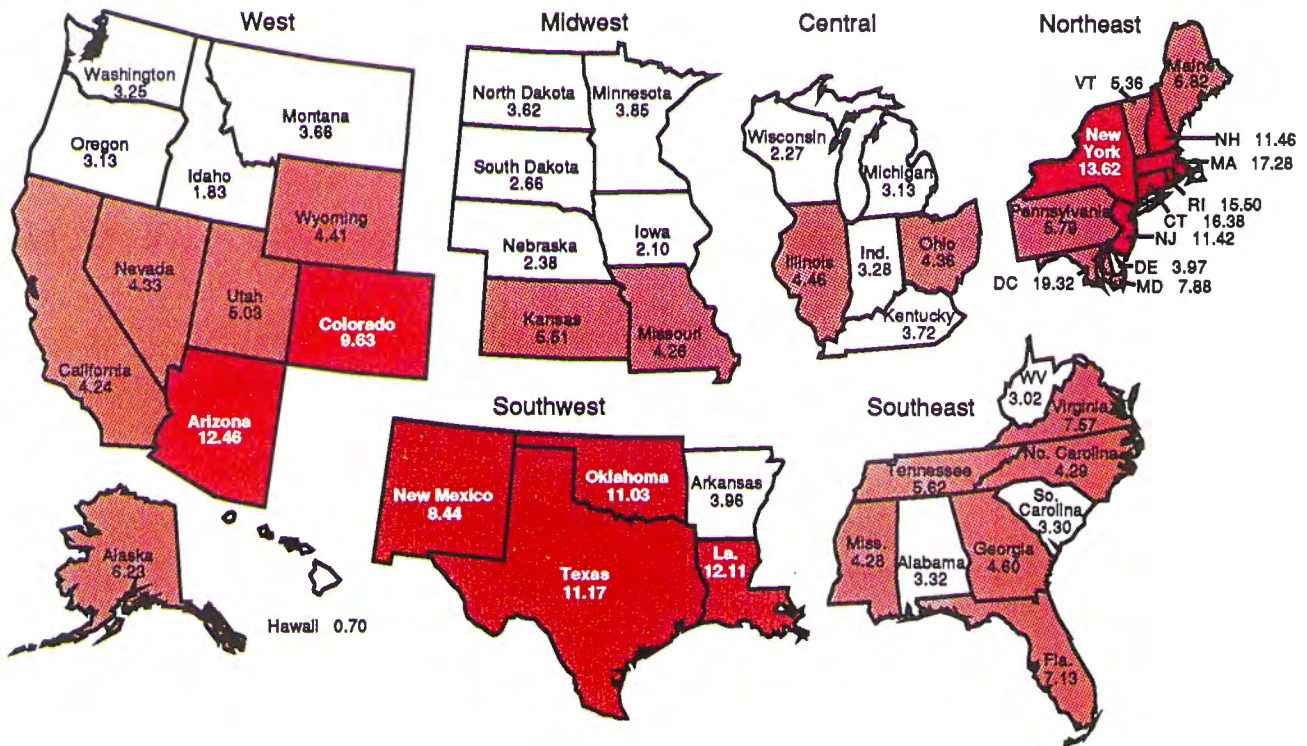 West
Washington
3.25
Oregon
3.13
Idaho
1.83
Montana
3.66
Wyoming
4.41
Nevada
4.33
Utah
5.03
Colorado
9.63
California
4.24
Arizona
12.46
Alaska
6.23
Hawaii 0.70
Midwest
North Dakota
3.62
Minnesota
3.85
South Dakota
2.66
Nebraska
2.38
Iowa
2.10
Kansas
5.51
Missouri
4.26
Central
Wisconsin
2.27
Michigan
3.13
Illinois
4.46
Ind.
3.28
Ohio
4.36
Kentucky
3.72
Northeast
Maine
6.82
VT 5.36
New
York
13.62
NH 11.46
MA 17.28
RI 15.50
CT 16.38
NJ 11.42
Pennsylvania
5.79
DE 3.97
MD 7.88
DC 19.32
Southwest
New Mexico
8.44
Oklahoma
11.03
Arkansas
3.96
Texas
11.17
La.
12.11
Southeast
WV
3.02
Virginia
7.57
No. Carolina
4.29
Tennessee
5.62
So.
Carolina
3.30
Miss.
4.28
Alabama
3.32
Georgia
4.60
Fla.
7.13